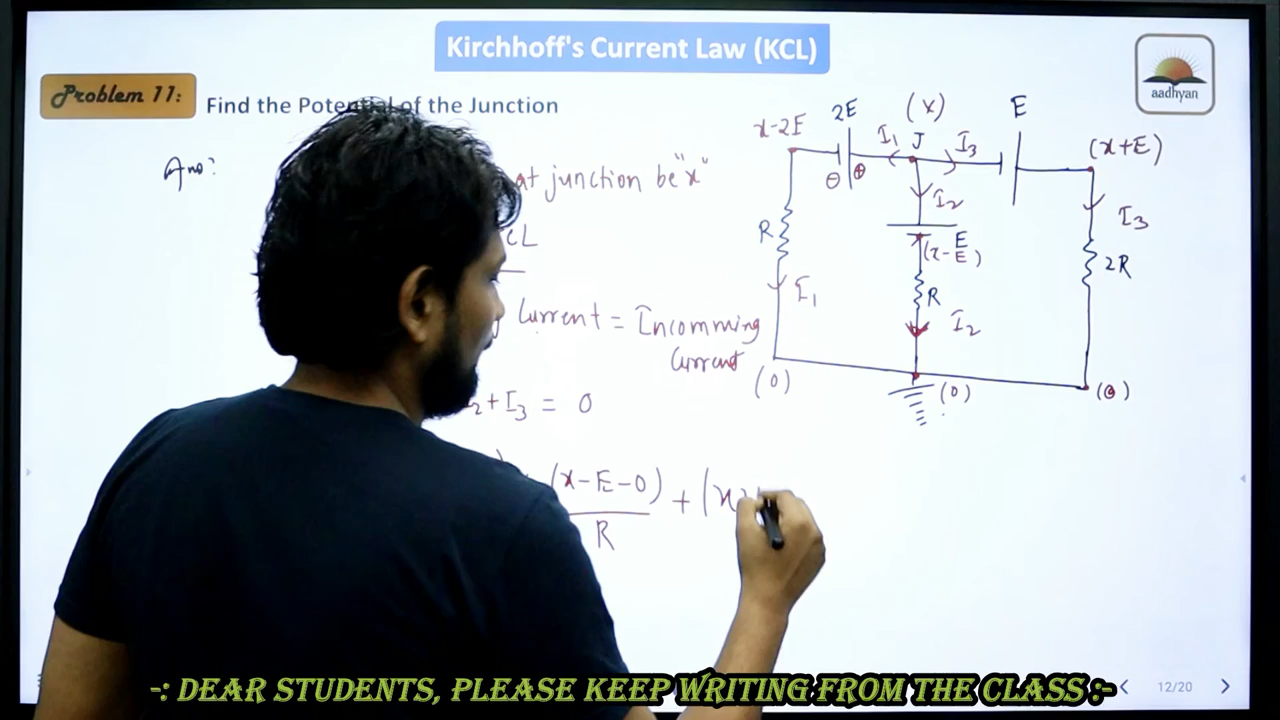 Kirchhoff's Current Law (KCL)
Problem 11:
Find the Potential of the Junction
aadhyan
Ans:
at junction be "x"
CL
Current = Incomming
Current
2+I3 = 0
(x-E-0) + (x
R
x-2E
2E
(x)
E
(x+E)
I1
J
I3
⊖
⊕
I2
I3
R
E
(x-E)
2R
I1
R
I2
(0)
(0)
(0)
-: DEAR STUDENTS, PLEASE KEEP WRITING FROM THE CLASS :-
12/20